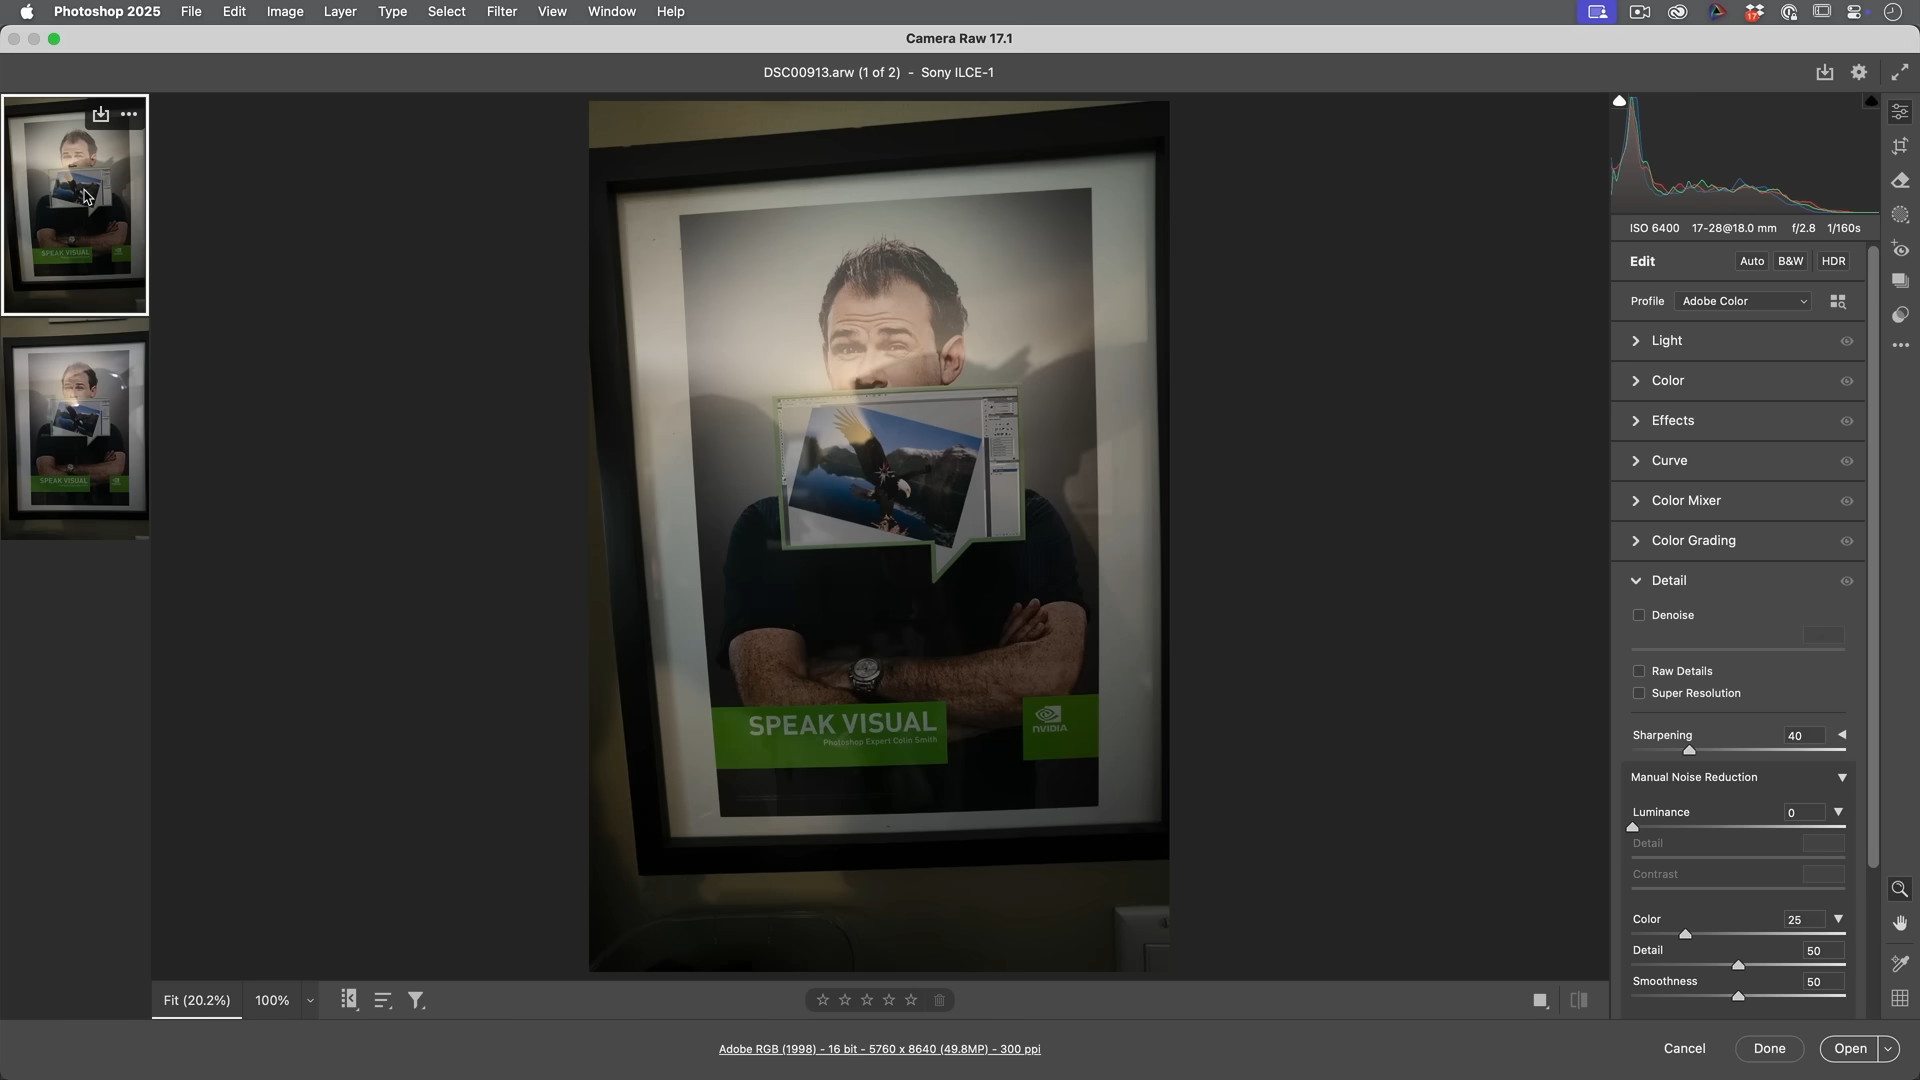 Photoshop 2025 File Edit Image Layer Type Select Filter View Window Help
17
Camera Raw 17.1
DSC00913.arw (1 of 2) - Sony ILCE-1
ISO 6400 17-28@18.0 mm f/2.8 1/160s
Edit Auto B&W HDR
Profile Adobe Color
Light
Color
Effects
Curve
Color Mixer
Color Grading
Detail
Denoise
Raw Details
Super Resolution
Sharpening 40
Manual Noise Reduction
Luminance 0
Detail
Contrast
Color 25
Detail 50
Smoothness 50
SPEAK VISUAL
Photoshop Expert Colin Smith
NVIDIA
SPEAK VISUAL
SPEAK VISUAL
Fit (20.2%) 100%
Adobe RGB (1998) - 16 bit - 5760 x 8640 (49.8MP) - 300 ppi
Cancel Done Open